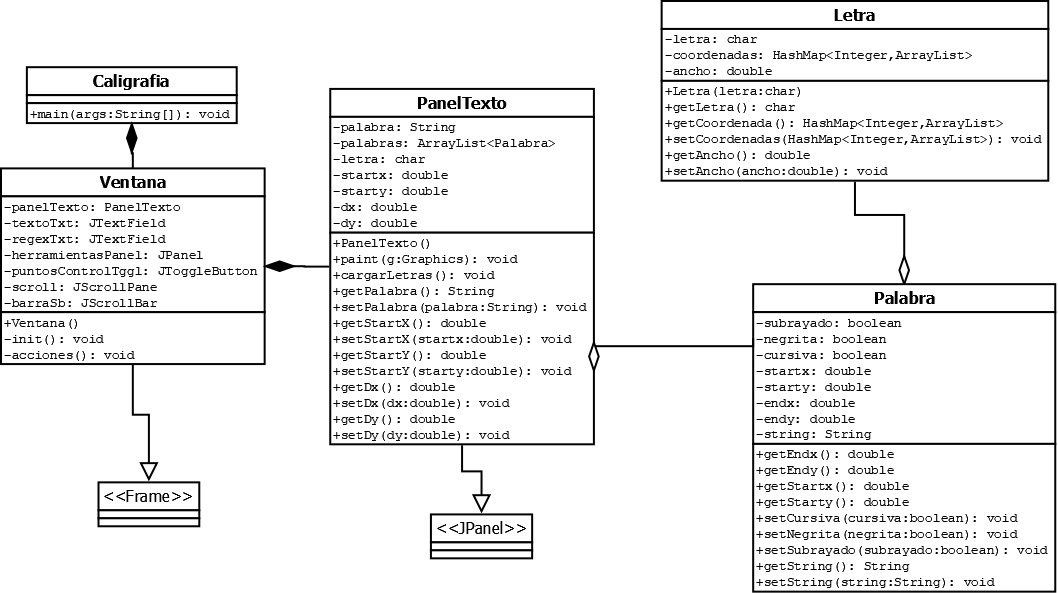 Caligrafia
+main(args:String[]): void
Ventana
-panelTexto: PanelTexto
-textoTxt: JTextField
-regexTxt: JTextField
-herramientasPanel: JPanel
-puntosControlTggl: JToggleButton
-scroll: JScrollPane
-barraSb: JScrollBar
+Ventana()
-init(): void
-acciones(): void
<<Frame>>
PanelTexto
-palabra: String
-palabras: ArrayList<Palabra>
-letra: char
-startx: double
-starty: double
-dx: double
-dy: double
+PanelTexto()
+paint(g:Graphics): void
+cargarLetras(): void
+getPalabra(): String
+setPalabra(palabra:String): void
+getStartX(): double
+setStartX(startx:double): void
+getStartY(): double
+setStartY(starty:double): void
+getDx(): double
+setDx(dx:double): void
+getDy(): double
+setDy(dy:double): void
<<JPanel>>
Letra
-letra: char
-coordenadas: HashMap<Integer,ArrayList>
-ancho: double
+Letra(letra:char)
+getLetra(): char
+getCoordenada(): HashMap<Integer,ArrayList>
+setCoordenadas(HashMap<Integer,ArrayList>): void
+getAncho(): double
+setAncho(ancho:double): void
Palabra
-subrayado: boolean
-negrita: boolean
-cursiva: boolean
-startx: double
-starty: double
-endx: double
-endy: double
-string: String
+getEndx(): double
+getEndy(): double
+getStartx(): double
+getStarty(): double
+setCursiva(cursiva:boolean): void
+setNegrita(negrita:boolean): void
+setSubrayado(subrayado:boolean): void
+getString(): String
+setString(string:String): void